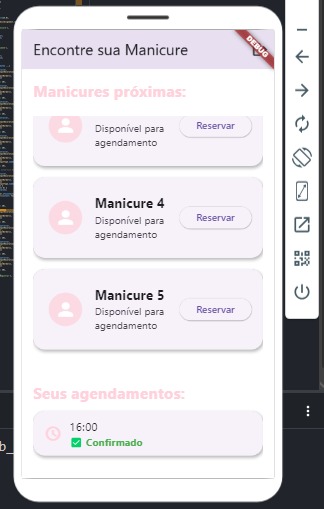 Encontre sua Manicure
DEBUG
Manicures próximas:
Disponível para
agendamento
Reservar
Manicure 4
Disponível para
agendamento
Reservar
Manicure 5
Disponível para
agendamento
Reservar
Seus agendamentos:
16:00
Confirmado
b_